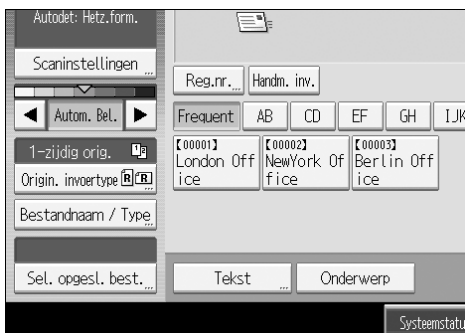 Autodet: Hetz.form.
Scaninstellingen
Reg.nr.
Handm. inv.
Autom. Bel.
Frequent
AB
CD
EF
GH
IJK
1-zijdig orig.
Origin. invoertype
Bestandnaam / Type
[00001]
London Off
ice
[00002]
NewYork Of
fice
[00003]
Berlin Off
ice
Sel. opgesl. best.
Tekst
Onderwerp
Systeemstatu